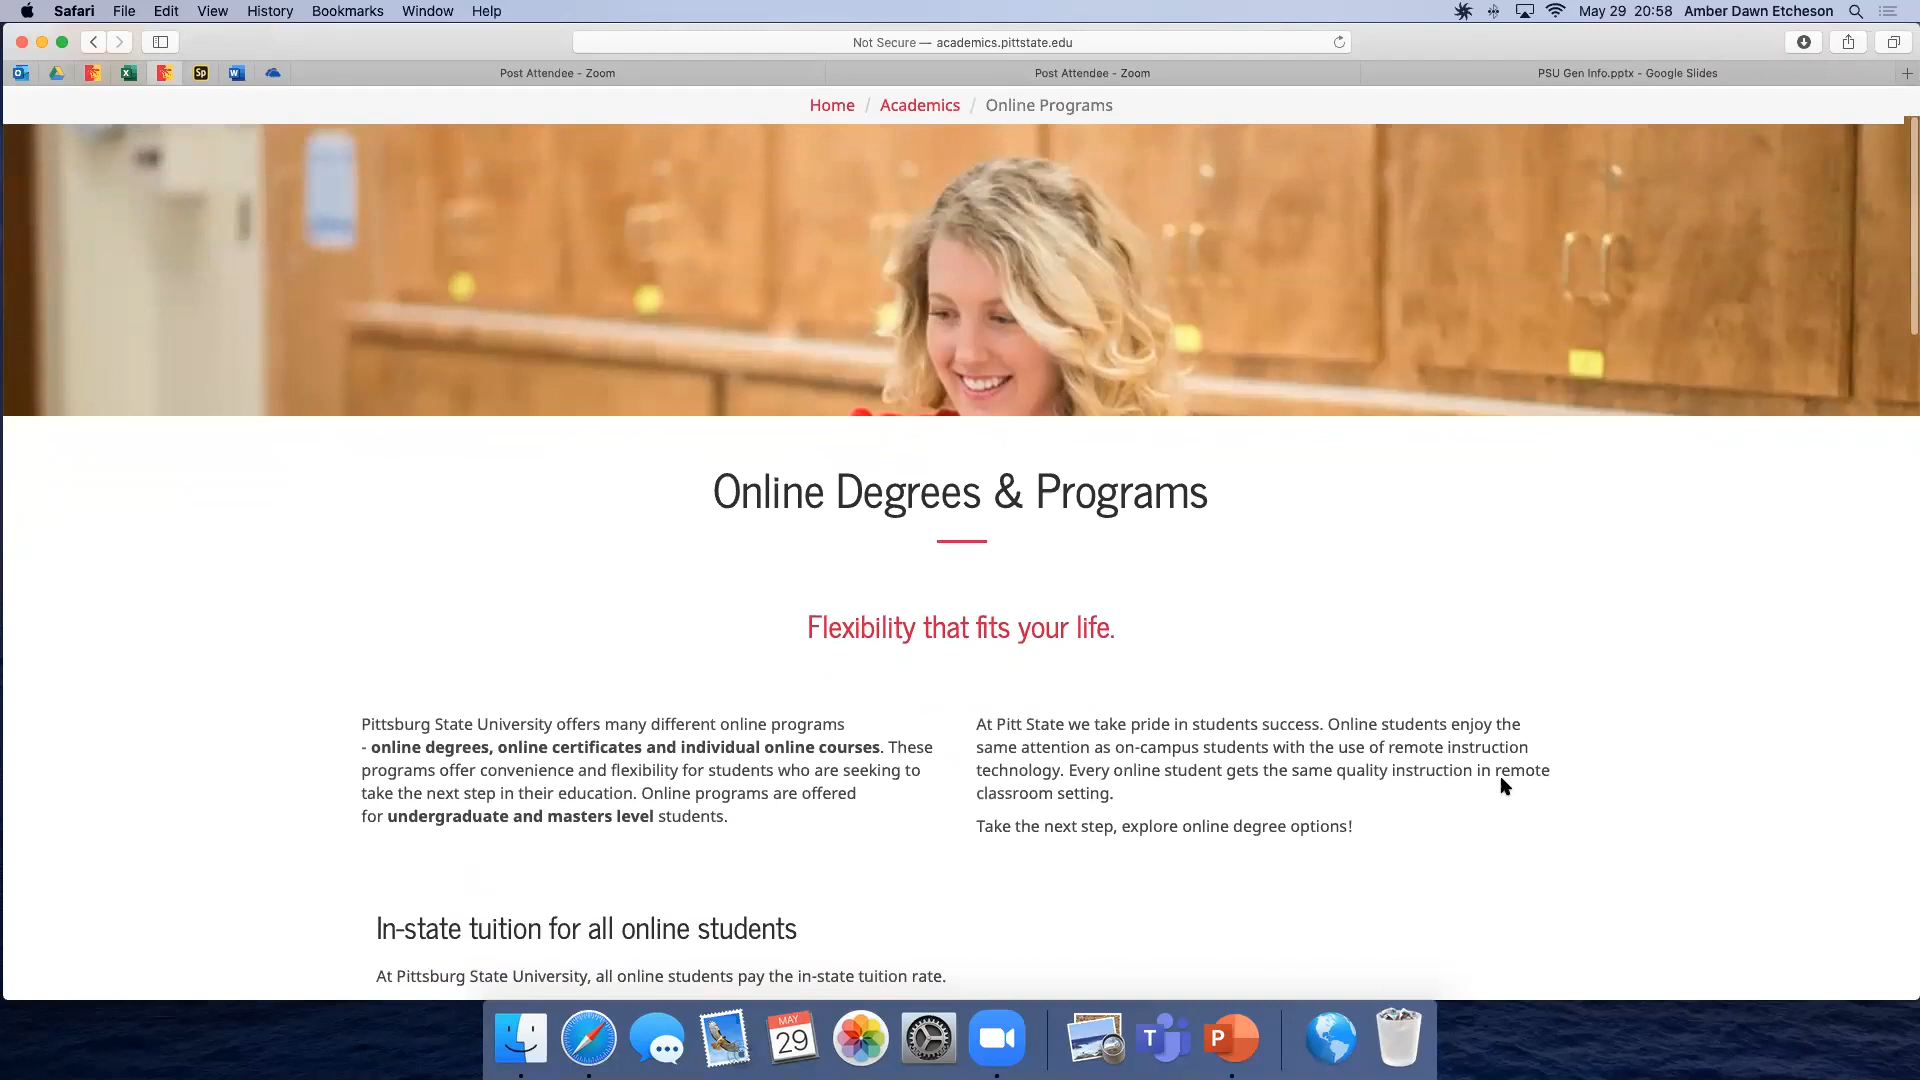 Safari File Edit View History Bookmarks Window Help May 29 20:58 Amber Dawn Etcheson
Not Secure — academics.pittstate.edu
Post Attendee - Zoom Post Attendee - Zoom PSU Gen Info.pptx - Google Slides
Home / Academics / Online Programs
Online Degrees & Programs
Flexibility that fits your life.
Pittsburg State University offers many different online programs
- online degrees, online certificates and individual online courses. These
programs offer convenience and flexibility for students who are seeking to
take the next step in their education. Online programs are offered
for undergraduate and masters level students.
At Pitt State we take pride in students success. Online students enjoy the
same attention as on-campus students with the use of remote instruction
technology. Every online student gets the same quality instruction in remote
classroom setting.
Take the next step, explore online degree options!
In-state tuition for all online students
At Pittsburg State University, all online students pay the in-state tuition rate.
MAY
29